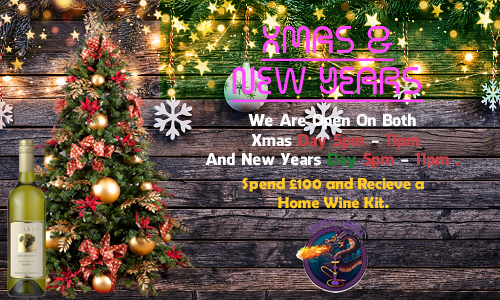 XMAS &
NEW YEARS
We Are Open On Both
Xmas Day 5pm - 11pm
And New Years Day 5pm - 11pm .
Spend £100 and Recieve a
Home Wine Kit.